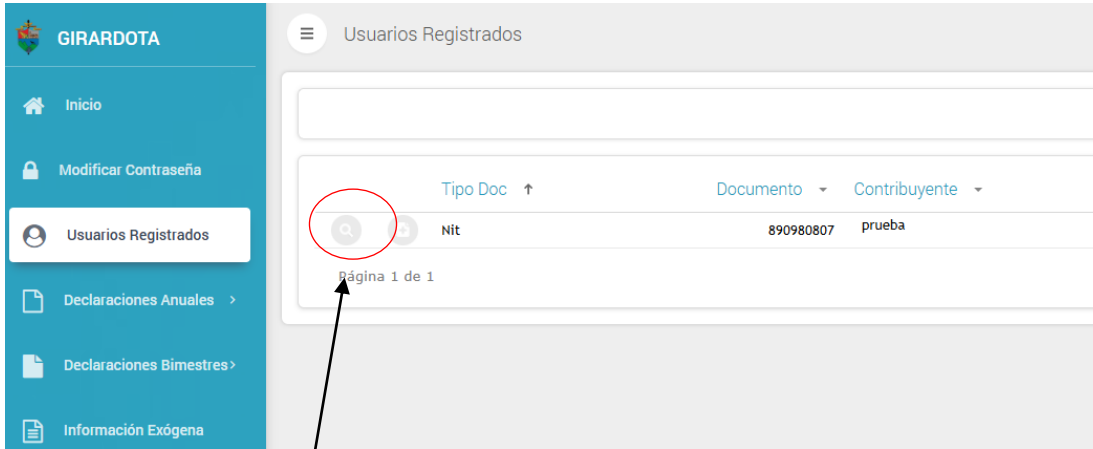 GIRARDOTA
Inicio
Modificar Contraseña
Usuarios Registrados
Declaraciones Anuales >
Declaraciones Bimestres>
Información Exógena
Usuarios Registrados
Tipo Doc ↑ Documento Contribuyente
Nit 890980807 prueba
Página 1 de 1